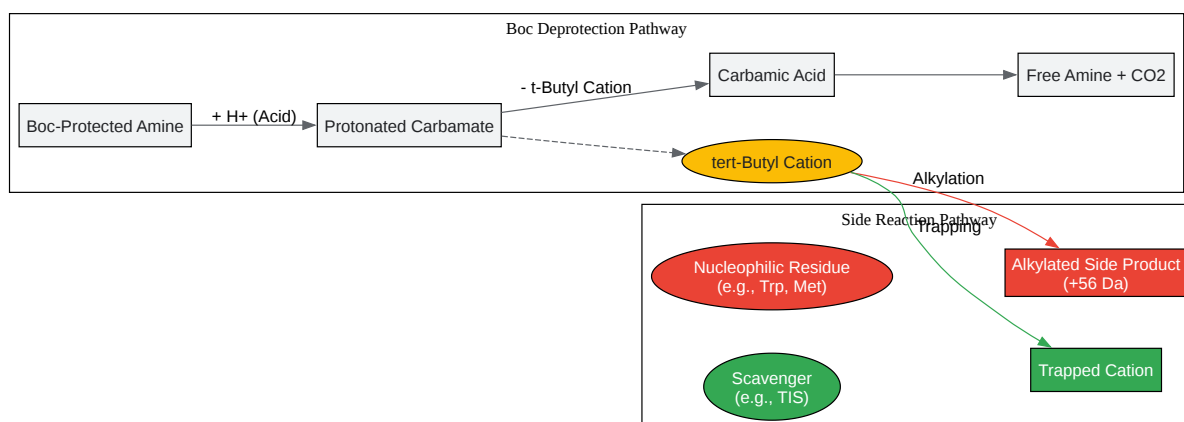 Boc Deprotection Pathway
Boc-Protected Amine
+ H+ (Acid)
Protonated Carbamate
- t-Butyl Cation
Carbamic Acid
Free Amine + CO2
tert-Butyl Cation
Alkylation
Side Reaction Pathway
Trapping
Nucleophilic Residue
(e.g., Trp, Met)
Alkylated Side Product
(+56 Da)
Scavenger
(e.g., TIS)
Trapped Cation